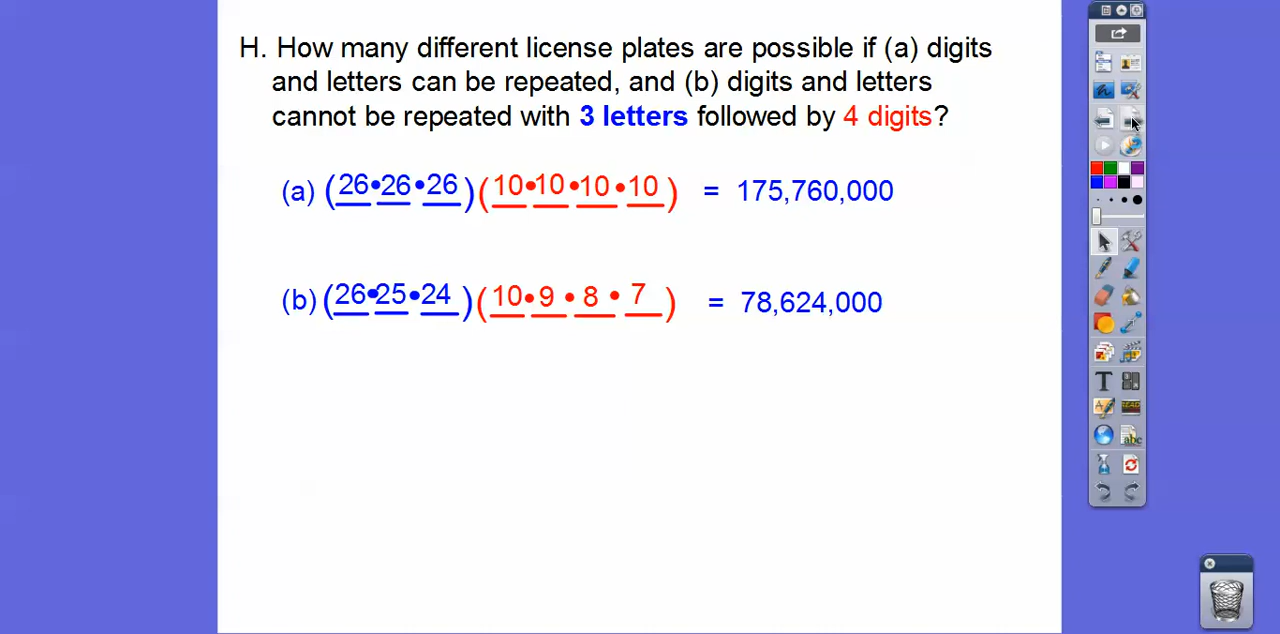 H. How many different license plates are possible if (a) digits
and letters can be repeated, and (b) digits and letters
cannot be repeated with 3 letters followed by 4 digits?
(a) (26•26•26)(10•10•10•10) = 175,760,000
(b) (26•25•24)(10•9•8•7) = 78,624,000